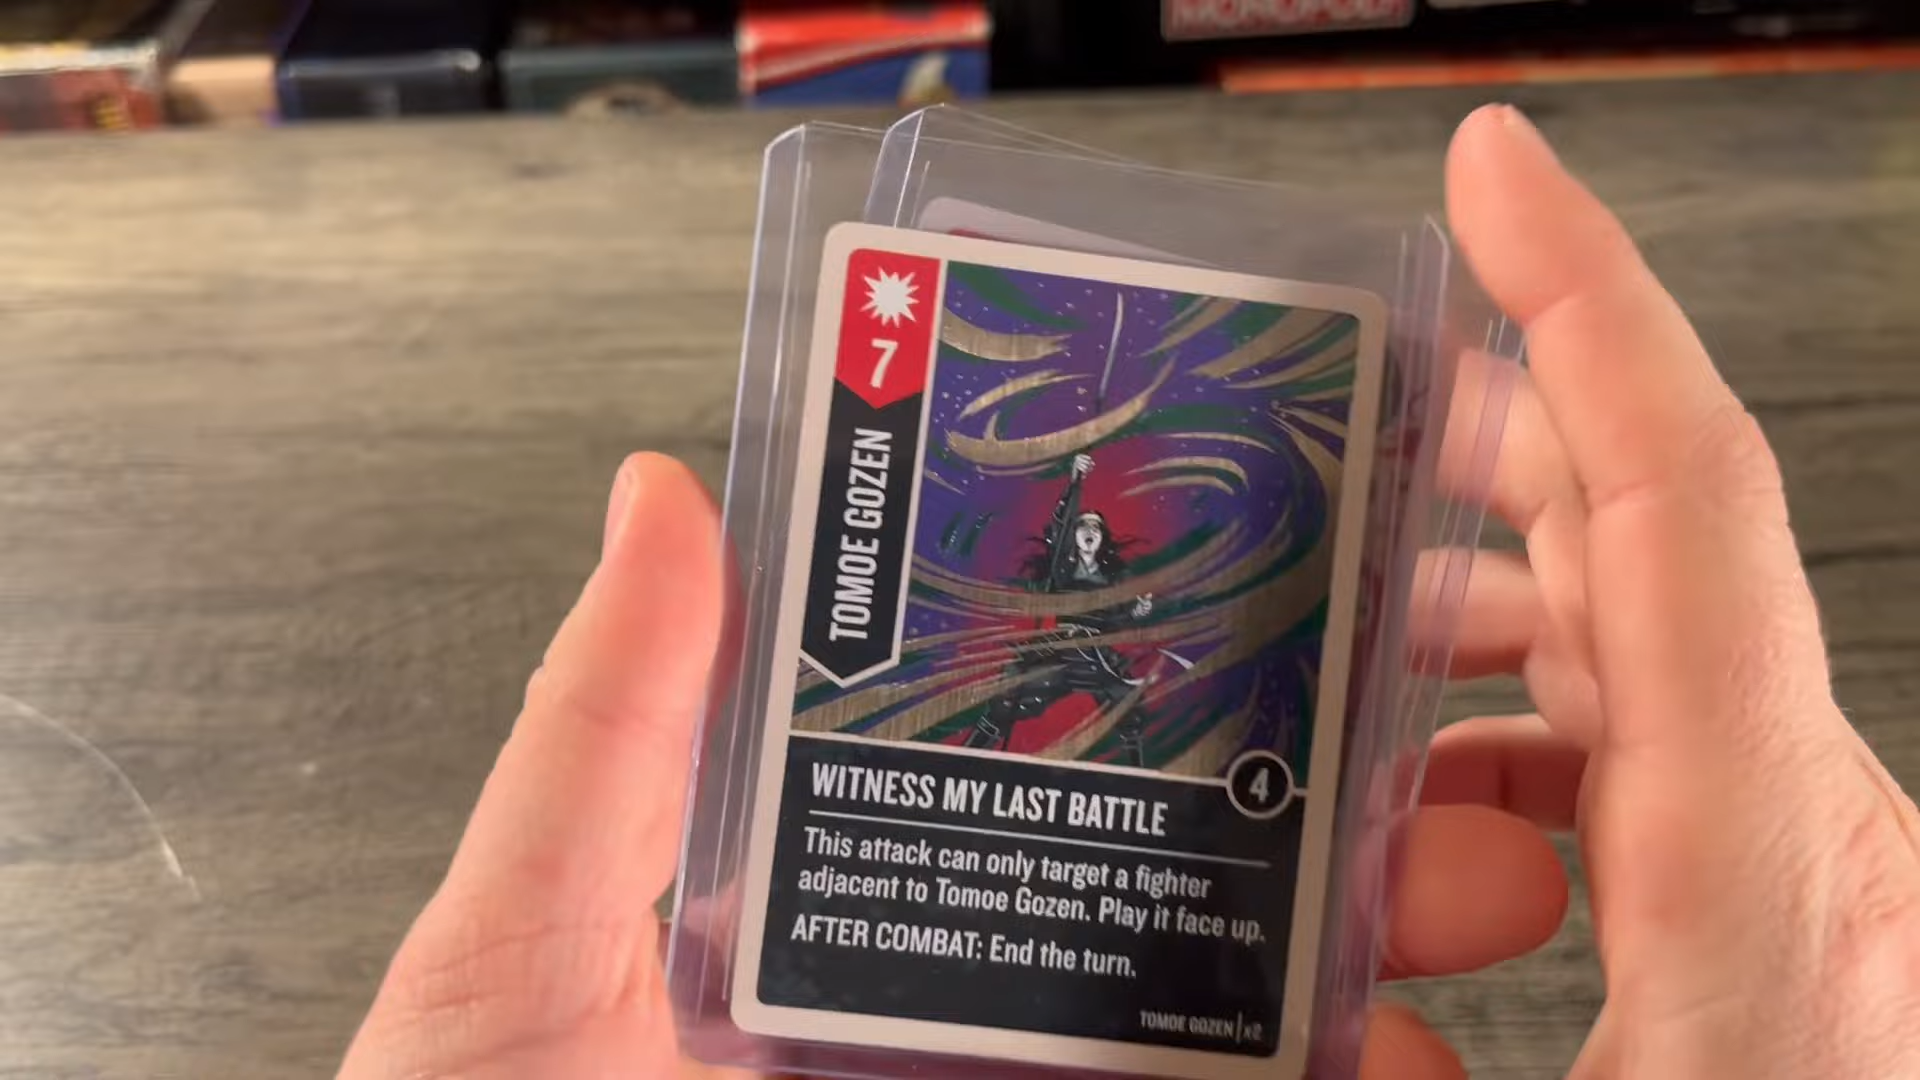 MONOPOLY
7
TOMOE GOZEN
4
WITNESS MY LAST BATTLE
This attack can only target a fighter
adjacent to Tomoe Gozen. Play it face up.
AFTER COMBAT: End the turn.
TOMOE GOZEN | x2